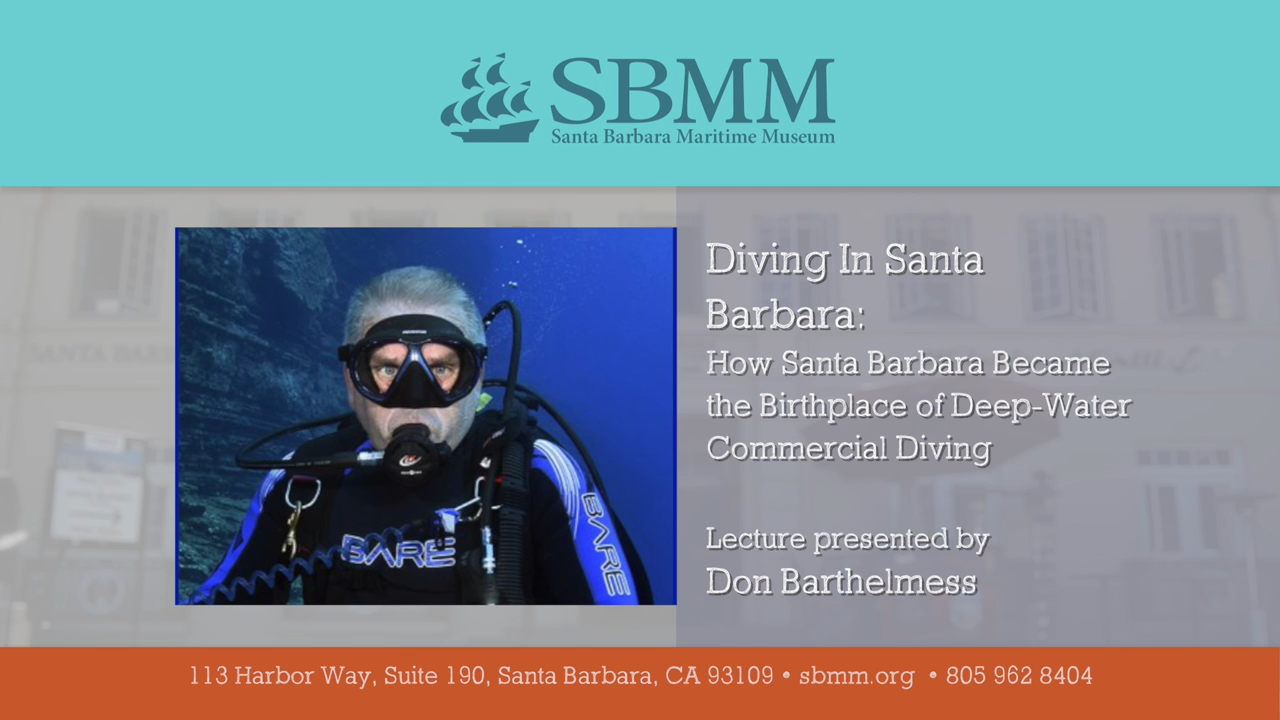 SBMM
Santa Barbara Maritime Museum
Diving In Santa
Barbara:
How Santa Barbara Became
the Birthplace of Deep-Water
Commercial Diving
Lecture presented by
Don Barthelmess
BARE
BARE
113 Harbor Way, Suite 190, Santa Barbara, CA 93109 • sbmm.org • 805 962 8404